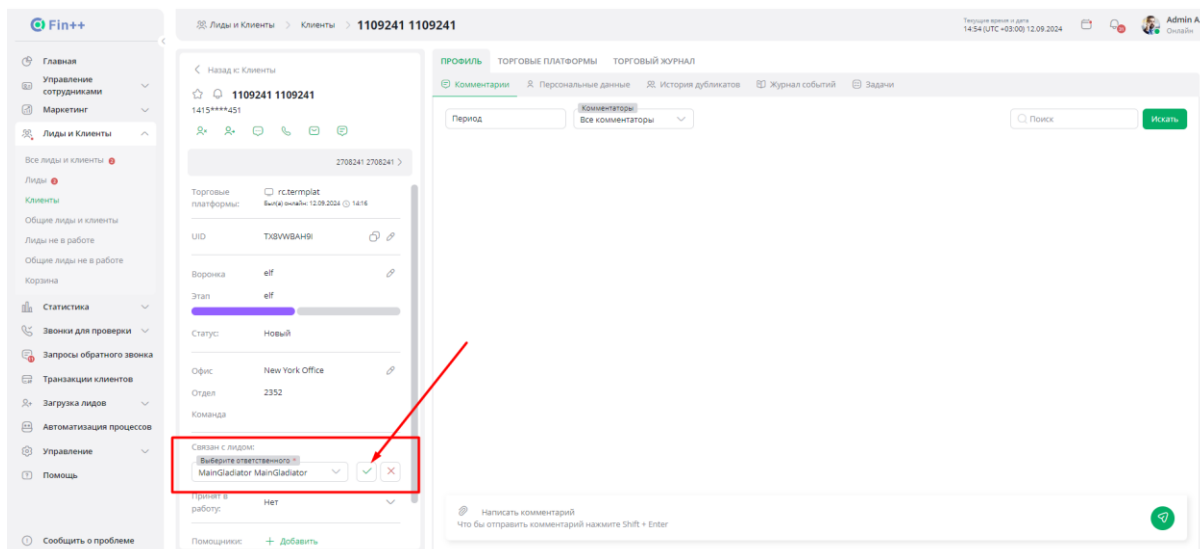 Fin++
Лиды и Клиенты > Клиенты > 1109241 1109241
Текущие время и дата
14:54 (UTC +03:00) 12.09.2024
Admin A
Онлайн
Главная
Управление
сотрудниками
Маркетинг
Лиды и Клиенты
Все лиды и клиенты
Лиды
Клиенты
Общие лиды и клиенты
Лиды не в работе
Общие лиды не в работе
Корзина
Статистика
Звонки для проверки
Запросы обратного звонка
Транзакции клиентов
Загрузка лидов
Автоматизация процессов
Управление
Помощь
Сообщить о проблеме
Назад к: Клиенты
1109241 1109241
1415****451
2708241 2708241 >
Торговые
платформы:
rc.termplat
Был(а) онлайн: 12.09.2024 14:16
UID TX8VWBAH9I
Воронка elf
Этап elf
Статус: Новый
Офис New York Office
Отдел 2352
Команда
Связан с лидом:
Выберите ответственного *
MainGladiator MainGladiator
Принят в
работу: Нет
Помощники: + Добавить
ПРОФИЛЬ ТОРГОВЫЕ ПЛАТФОРМЫ ТОРГОВЫЙ ЖУРНАЛ
Комментарии Персональные данные История дубликатов Журнал событий Задачи
Период
Комментаторы
Все комментаторы
Поиск
Искать
Написать комментарий
Что бы отправить комментарий нажмите Shift + Enter